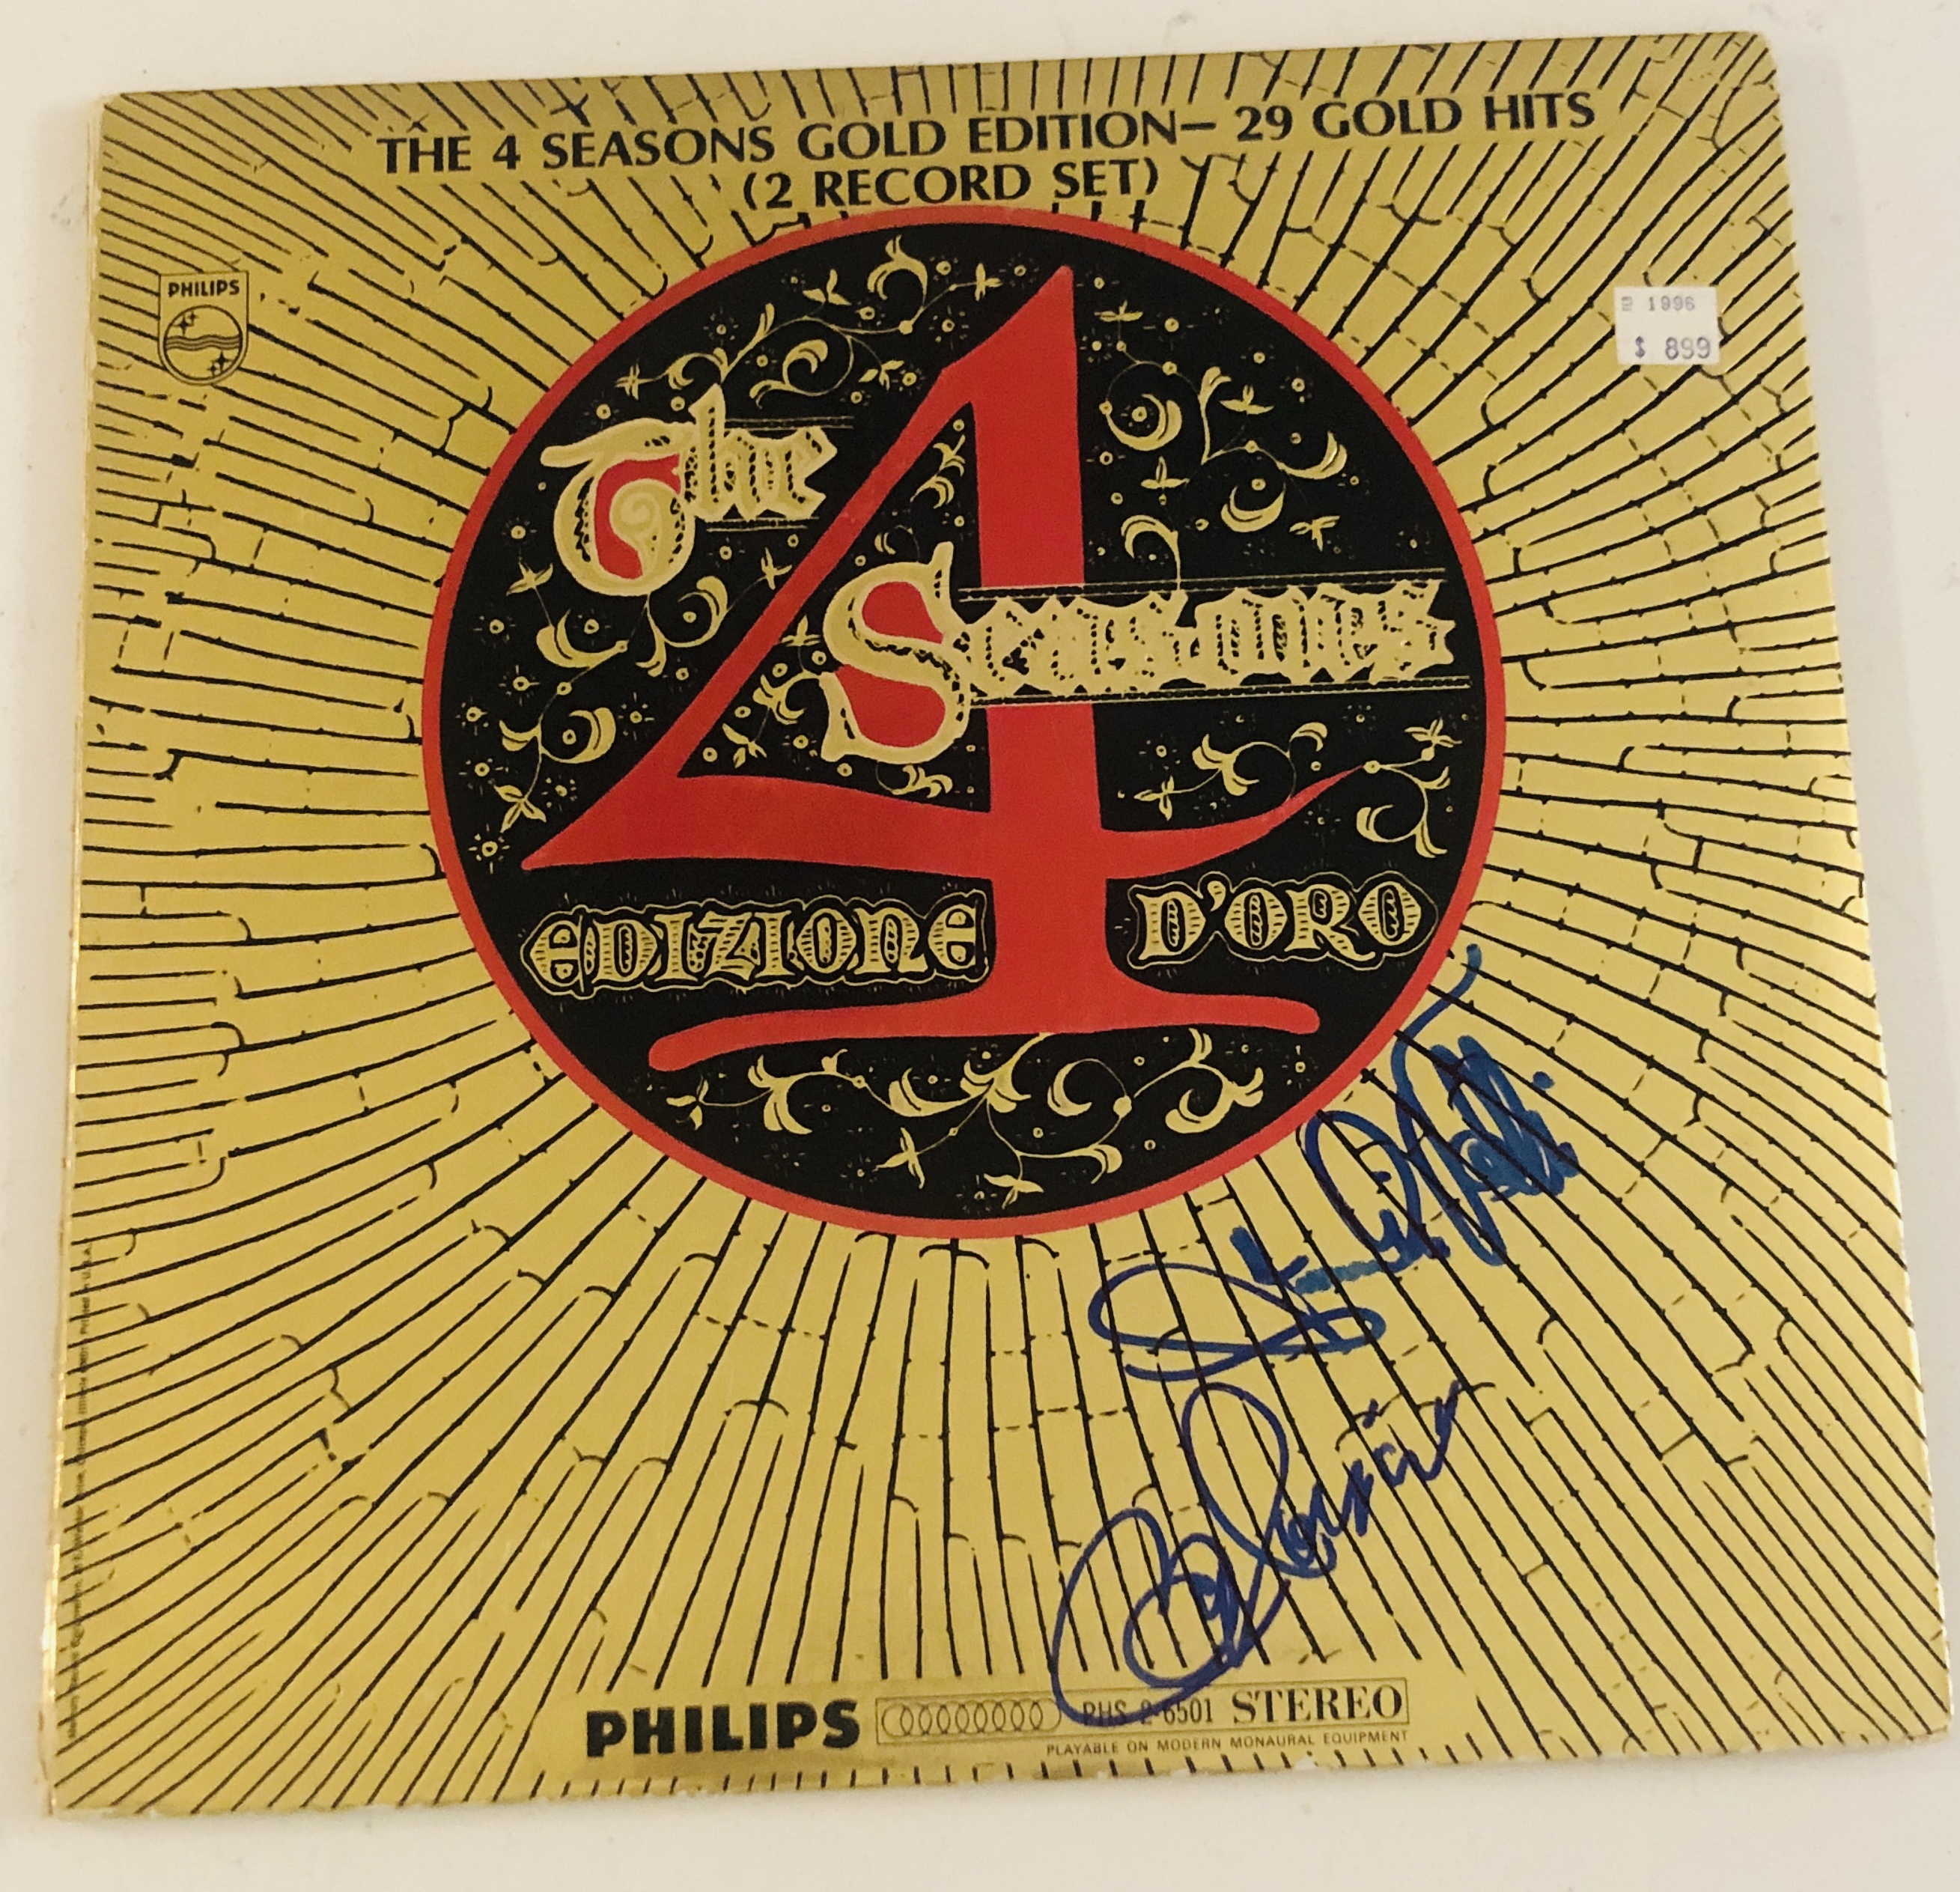 THE 4 SEASONS GOLD EDITION— 29 GOLD HITS
(2 RECORD SET)
PHILIPS
2 1996
$ 899
The
4
Seasons
EDIZIONE D'ORO
PHILIPS PHS 2-6501 STEREO
PLAYABLE ON MODERN MONAURAL EQUIPMENT